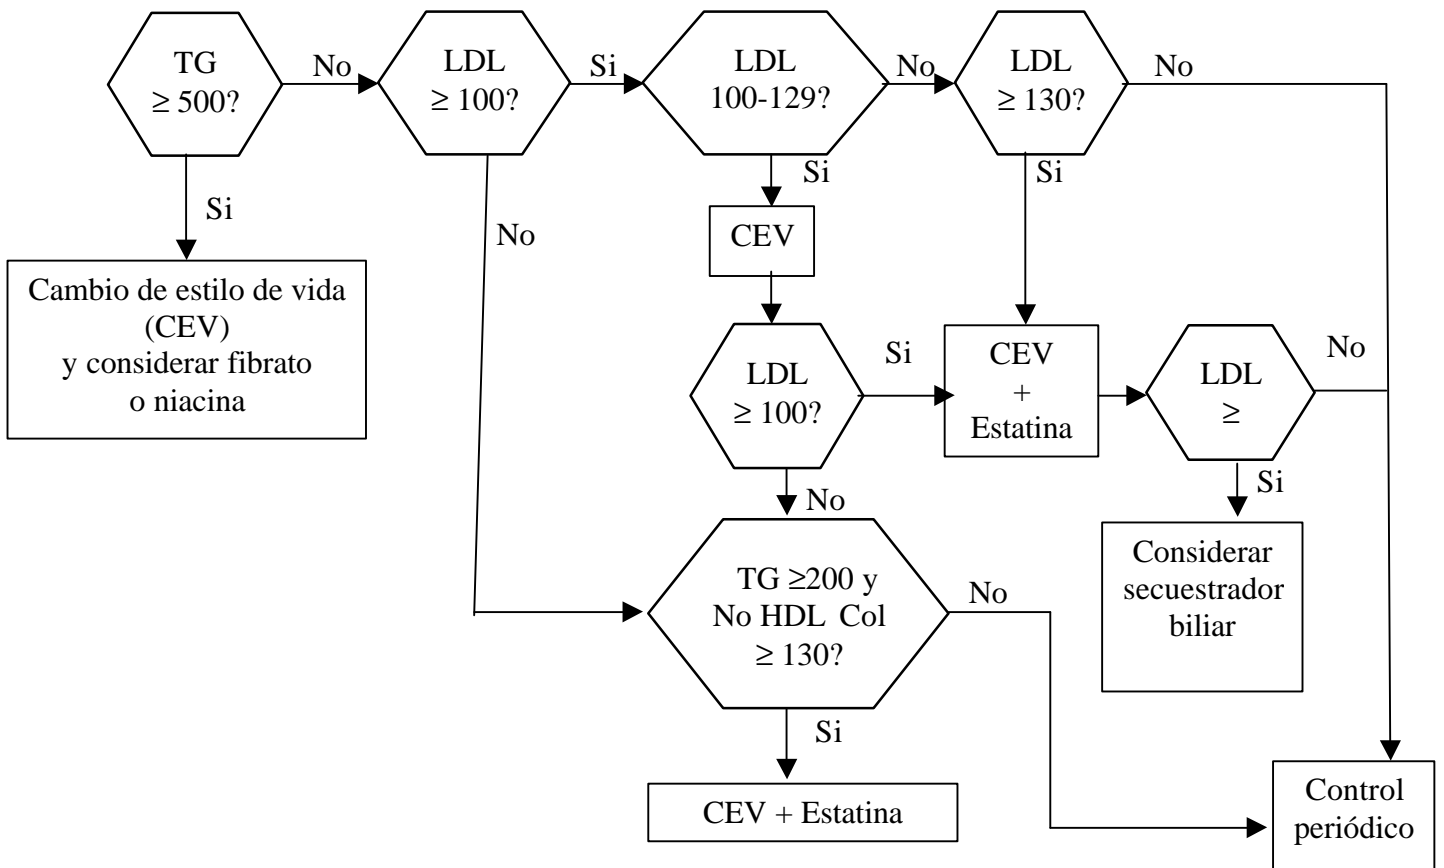 TG
≥ 500?
No
LDL
≥ 100?
Si
LDL
100-129?
No
LDL
≥ 130?
No
Si
Cambio de estilo de vida
(CEV)
y considerar fibrato
o niacina
No
Si
CEV
Si
LDL
≥ 100?
Si
CEV
+
Estatina
LDL
≥
No
Si
Considerar
secuestrador
biliar
No
TG ≥200 y
No HDL Col
≥ 130?
No
Si
CEV + Estatina
Control
periódico